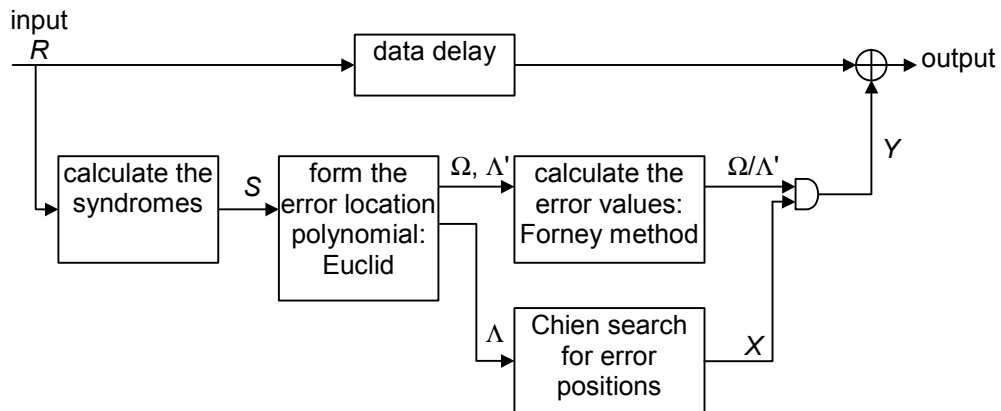 input
R
data delay
output
calculate the
syndromes
S
form the
error location
polynomial:
Euclid
Ω, Λ'
calculate the
error values:
Forney method
Ω/Λ'
Y
Λ
Chien search
for error
positions
X